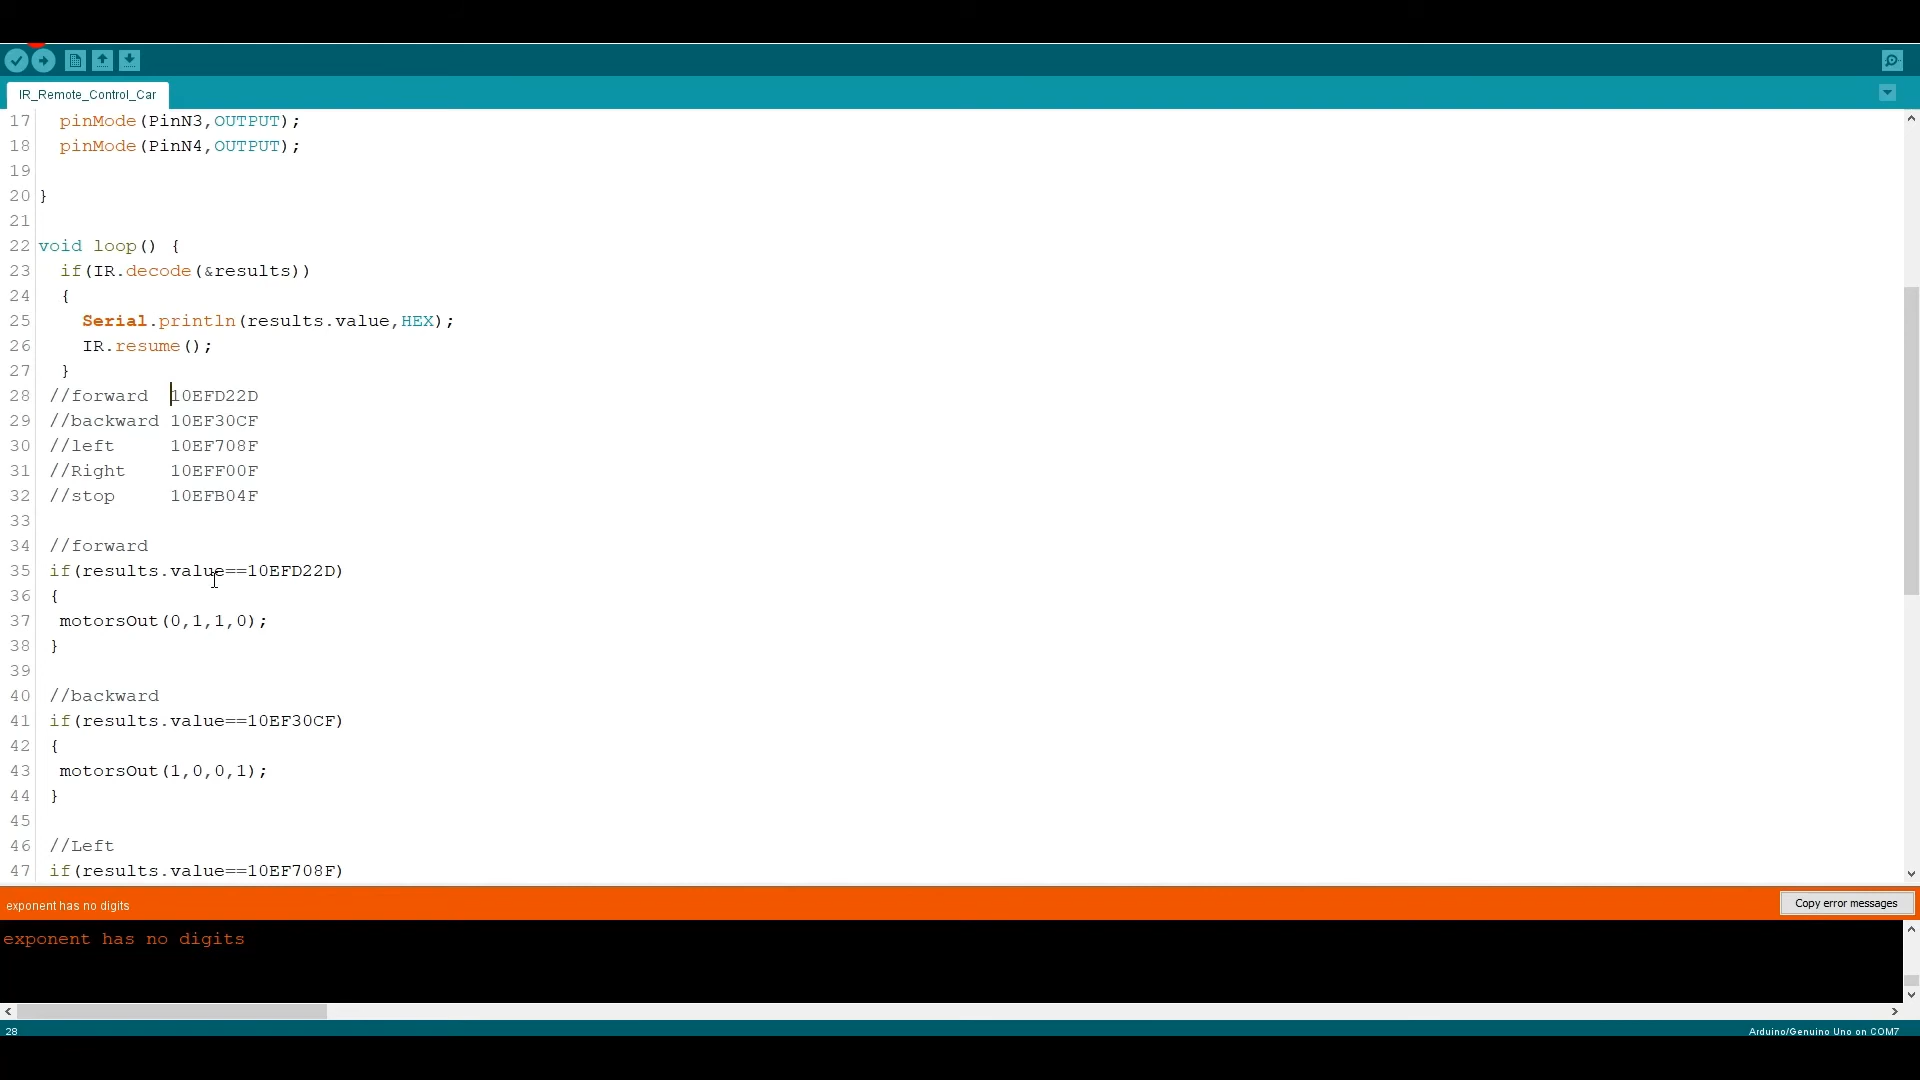 IR_Remote_Control_Car
17 pinMode(PinN3,OUTPUT);
18 pinMode(PinN4,OUTPUT);
19
20 }
21
22 void loop() {
23 if(IR.decode(&results))
24 {
25 Serial.println(results.value,HEX);
26 IR.resume();
27 }
28 //forward 10EFD22D
29 //backward 10EF30CF
30 //left 10EF708F
31 //Right 10EFF00F
32 //stop 10EFB04F
33
34 //forward
35 if(results.value==10EFD22D)
36 {
37 motorsOut(0,1,1,0);
38 }
39
40 //backward
41 if(results.value==10EF30CF)
42 {
43 motorsOut(1,0,0,1);
44 }
45
46 //Left
47 if(results.value==10EF708F)
exponent has no digits
Copy error messages
exponent has no digits
28
Arduino/Genuino Uno on COM7